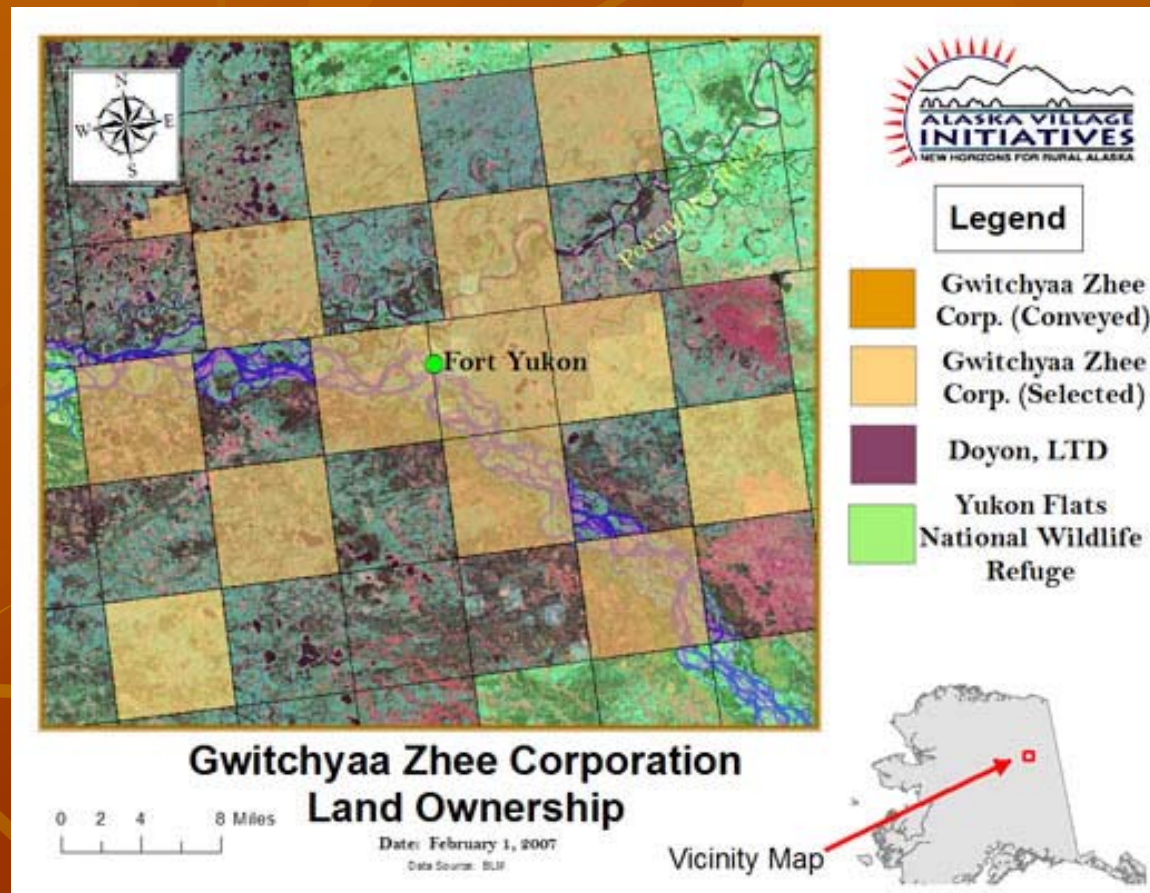 N
W E
S
Porcupine River
Fort Yukon
ALASKA VILLAGE
INITIATIVES
NEW HORIZONS FOR RURAL ALASKA
Legend
Gwitchyaa Zhee
Corp. (Conveyed)
Gwitchyaa Zhee
Corp. (Selected)
Doyon, LTD
Yukon Flats
National Wildlife
Refuge
Gwitchyaa Zhee Corporation
Land Ownership
Date: February 1, 2007
Data Source: BLM
0 2 4 8 Miles
Vicinity Map